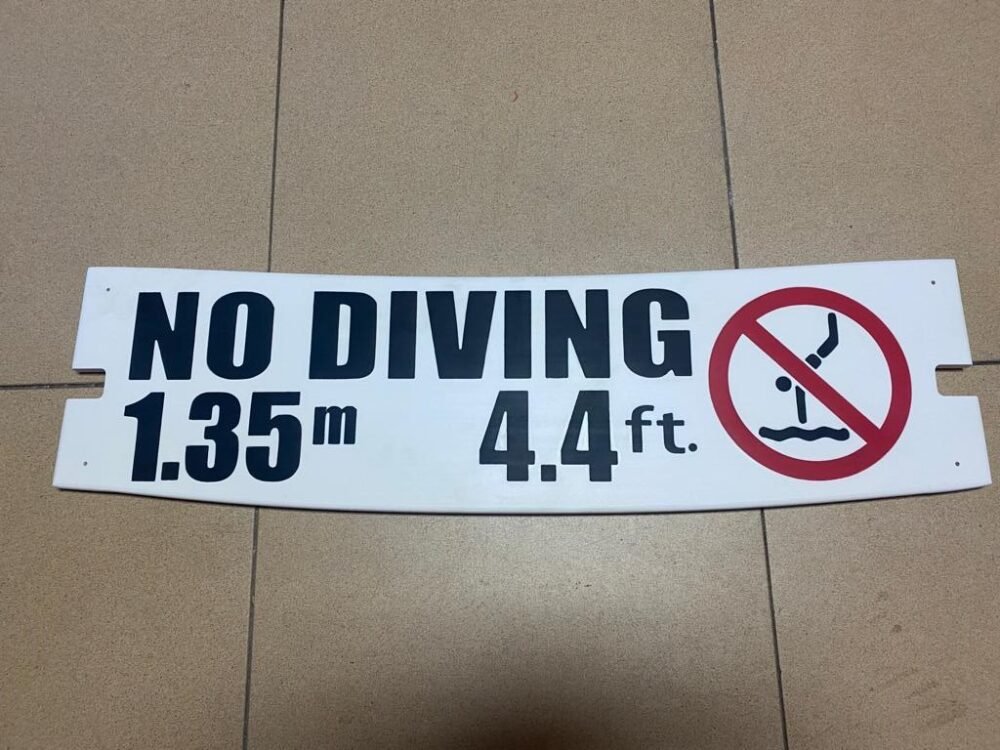 NO DIVING
1.35m 4.4ft.